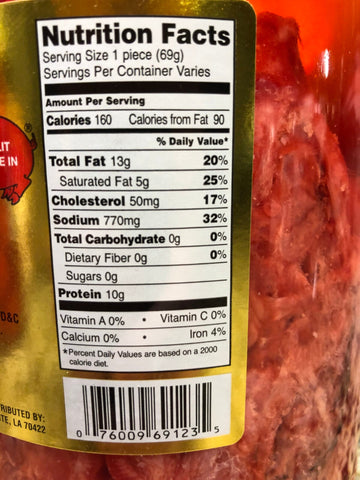 Nutrition Facts
Serving Size 1 piece (69g)
Servings Per Container Varies
Amount Per Serving
Calories 160 Calories from Fat 90
% Daily Value*
Total Fat 13g 20%
Saturated Fat 5g 25%
Cholesterol 50mg 17%
Sodium 770mg 32%
Total Carbohydrate 0g 0%
Dietary Fiber 0g 0%
Sugars 0g
Protein 10g
Vitamin A 0% • Vitamin C 0%
Calcium 0% • Iron 4%
*Percent Daily Values are based on a 2000
calorie diet.
LIT
E IN
®
D&C
TRIBUTED BY:
TE, LA 70422
0 76009 69123 5